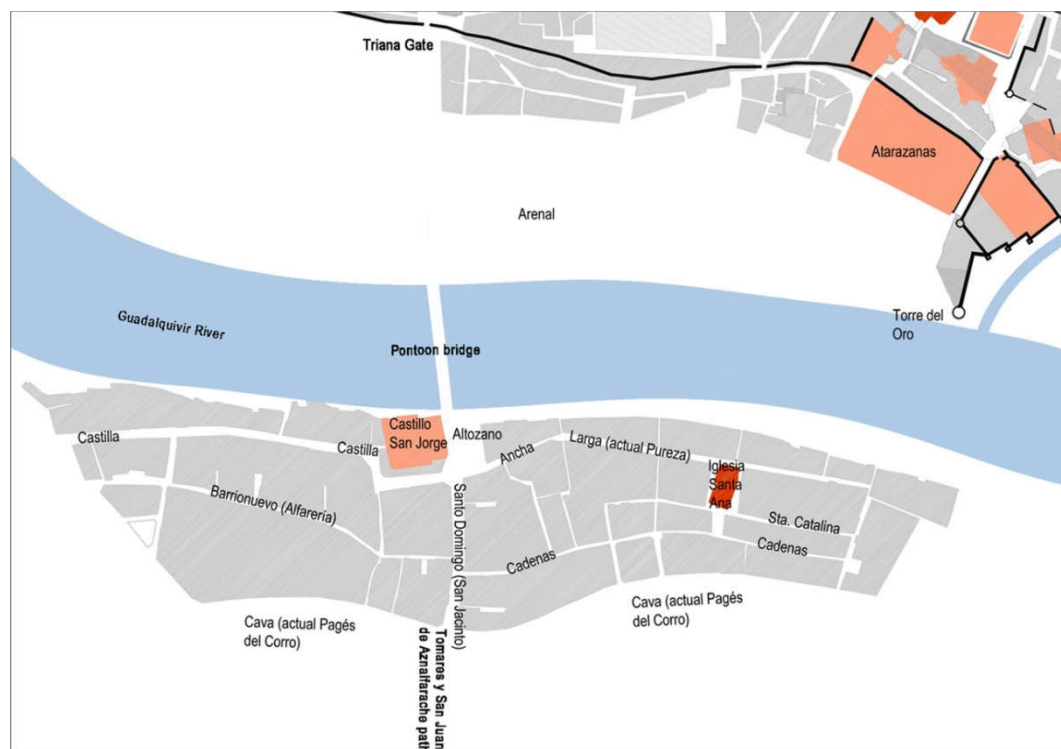 Triana Gate
Atarazanas
Arenal
Torre del
Oro
Guadalquivir River
Pontoon bridge
Castilla
Castilla
Castillo
San Jorge
Altozano
Ancha
Larga (actual Pureza)
Iglesia
Santa
Ana
Barrionuevo (Alfarería)
Santo Domingo (San Jacinto)
Cadenas
Sta. Catalina
Cadenas
Cava (actual Pagés
del Corro)
Cava (actual Pagés
del Corro)
Tomares y San Juan
de Aznalfarache path